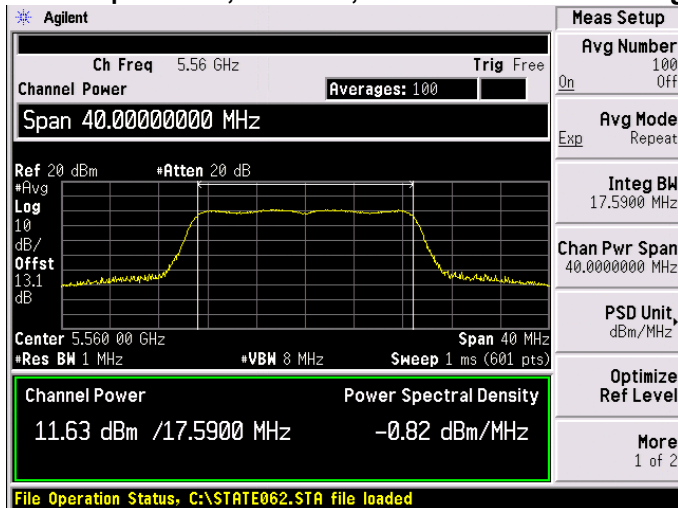 Agilent
Meas Setup
Ch Freq 5.56 GHz Trig Free
Channel Power Averages: 100
Span 40.00000000 MHz
Ref 20 dBm #Atten 20 dB
#Avg
Log
10
dB/
Offst
13.1
dB
Center 5.560 00 GHz Span 40 MHz
#Res BW 1 MHz #VBW 8 MHz Sweep 1 ms (601 pts)
Channel Power Power Spectral Density
11.63 dBm /17.5900 MHz -0.82 dBm/MHz
File Operation Status, C:\STATE062.STA file loaded
Avg Number
100
On Off
Avg Mode
Exp Repeat
Integ BW
17.5900 MHz
Chan Pwr Span
40.0000000 MHz
PSD Unit
dBm/MHz
Optimize
Ref Level
More
1 of 2